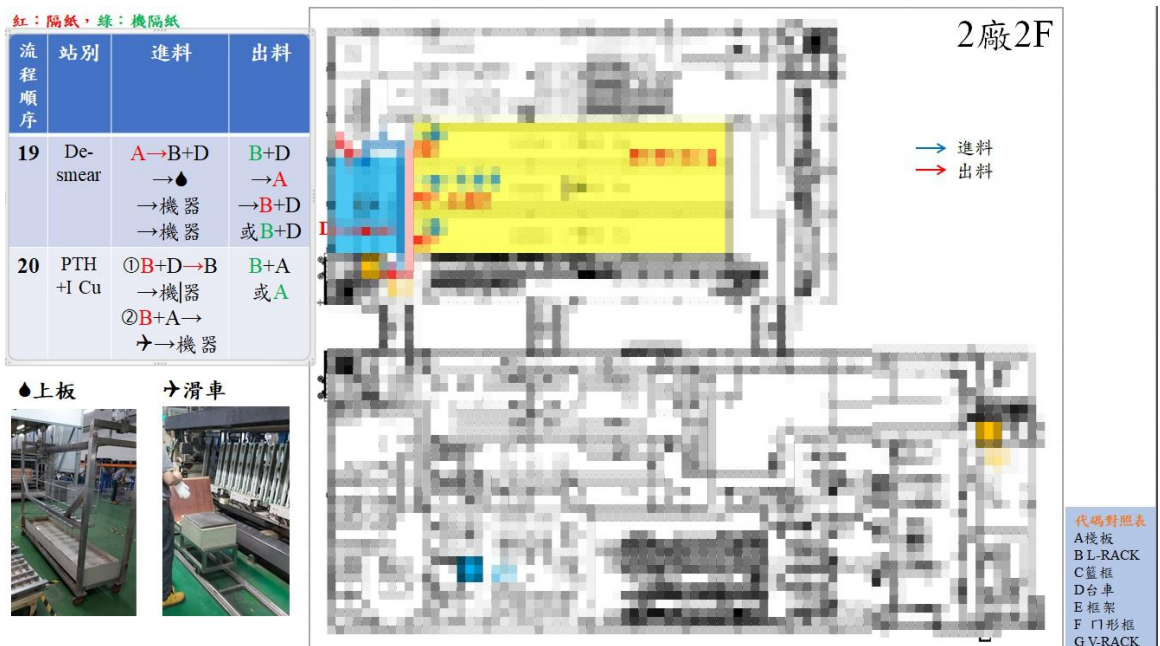 紅：隔紙，綠：機隔紙
流程順序 站別 進料 出料
19 De-smear A→B+D →💧 →機器 →機器 B+D →A →B+D 或B+D
20 PTH +I Cu ①B+D→B →機器 ②B+A→ ✈→機器 B+A 或A
💧上板 ✈滑車
2廠2F
→ 進料
→ 出料
D
代碼對照表
A棧板
B L-RACK
C籃框
D台車
E框架
F ㄇ形框
G V-RACK